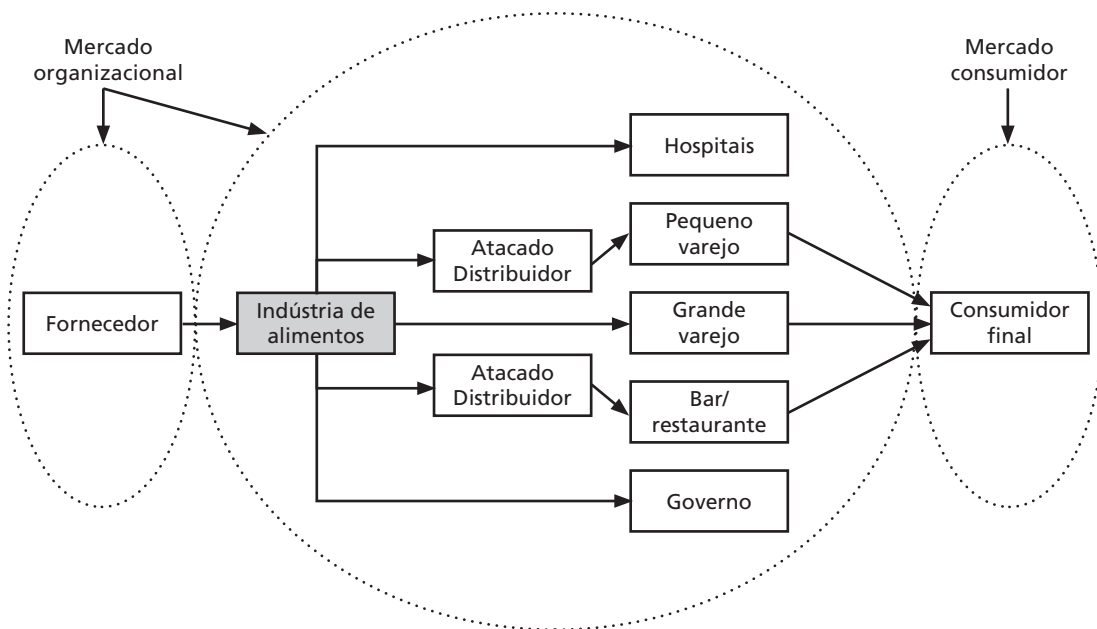 Mercado
organizacional
Mercado
consumidor
Hospitais
Pequeno
varejo
Atacado
Distribuidor
Fornecedor
Indústria de
alimentos
Grande
varejo
Consumidor
final
Atacado
Distribuidor
Bar/
restaurante
Governo